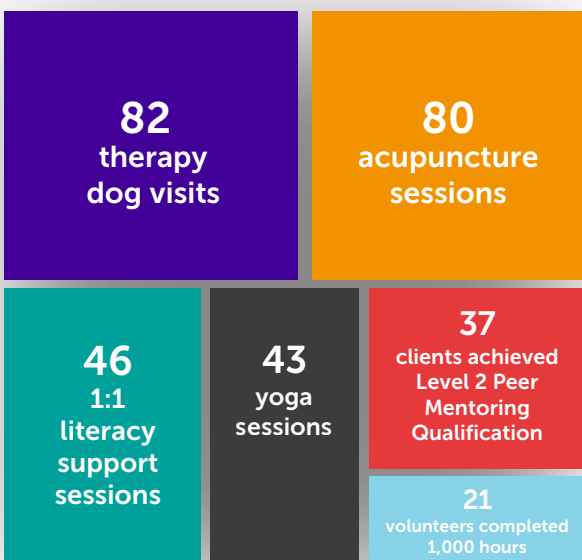 82
therapy
dog visits
80
acupuncture
sessions
46
1:1
literacy
support
sessions
43
yoga
sessions
37
clients achieved
Level 2 Peer
Mentoring
Qualification
21
volunteers completed
1,000 hours